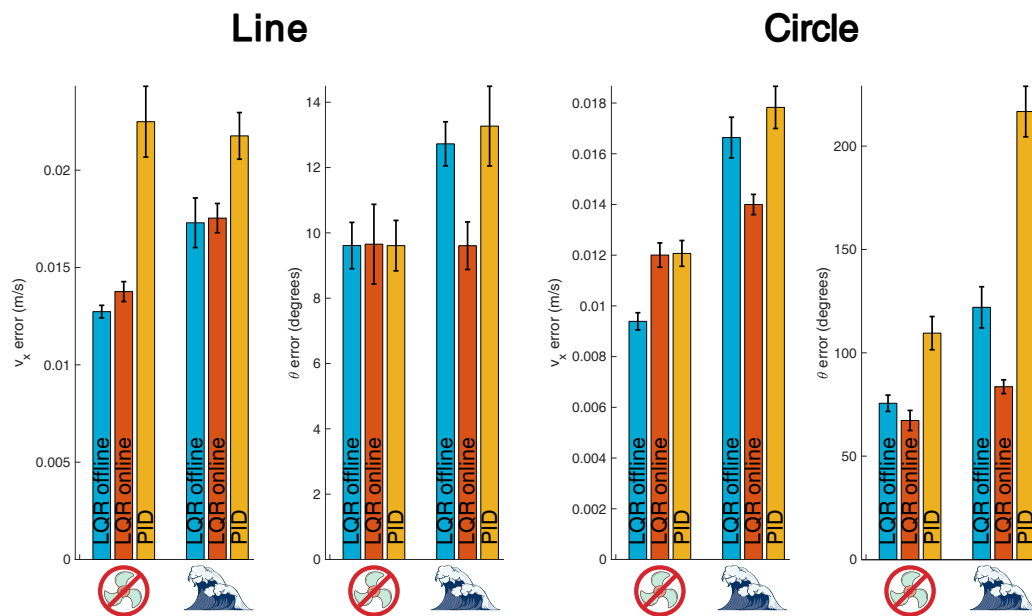 Line
Circle
v_x error (m/s)
0.02
0.015
0.01
0.005
0
LQR offline
LQR online
PID
LQR offline
LQR online
PID
θ error (degrees)
14
12
10
8
6
4
2
0
LQR offline
LQR online
PID
LQR offline
LQR online
PID
v_x error (m/s)
0.018
0.016
0.014
0.012
0.01
0.008
0.006
0.004
0.002
0
LQR offline
LQR online
PID
LQR offline
LQR online
PID
θ error (degrees)
200
150
100
50
0
LQR offline
LQR online
PID
LQR offline
LQR online
PID